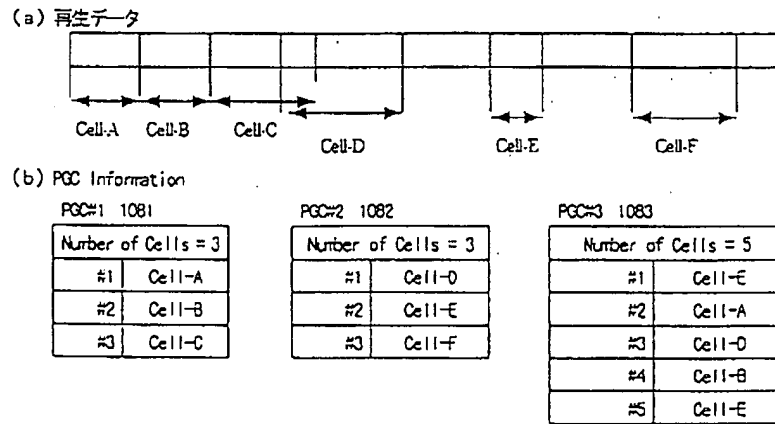 (a) 再生データ
Cell-A Cell-B Cell-C Cell-D Cell-E Cell-F
(b) PGC Information
PGC#1 1081 PGC#2 1082 PGC#3 1083
Number of Cells = 3 Number of Cells = 3 Number of Cells = 5
#1 Cell-A #1 Cell-D #1 Cell-E
#2 Cell-B #2 Cell-E #2 Cell-A
#3 Cell-C #3 Cell-F #3 Cell-D
#4 Cell-B
#5 Cell-E